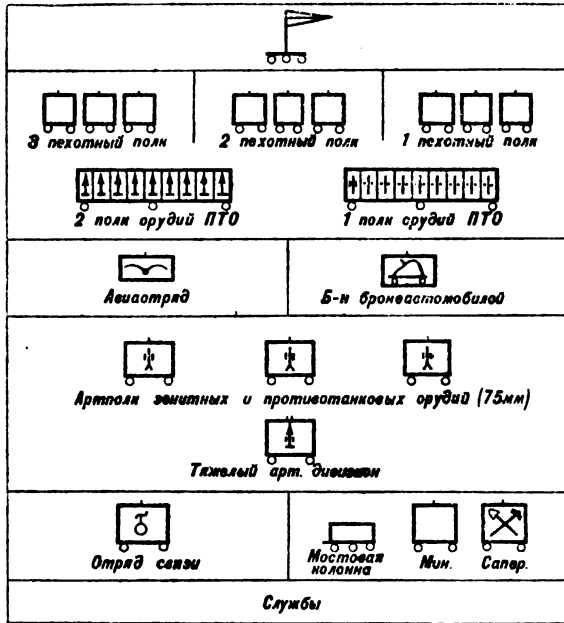 3 пехотный полк
2 пехотный полк
1 пехотный полк
2 полк орудий ПТО
1 полк орудий ПТО
Авиаотряд
Б-н бронеавтомобилей
Артполк зенитных и противотанковых орудий (75мм)
Тяжелый арт. дивизион
Отряд связи
Мостовая
колонна
Мин.
Сапер.
Службы